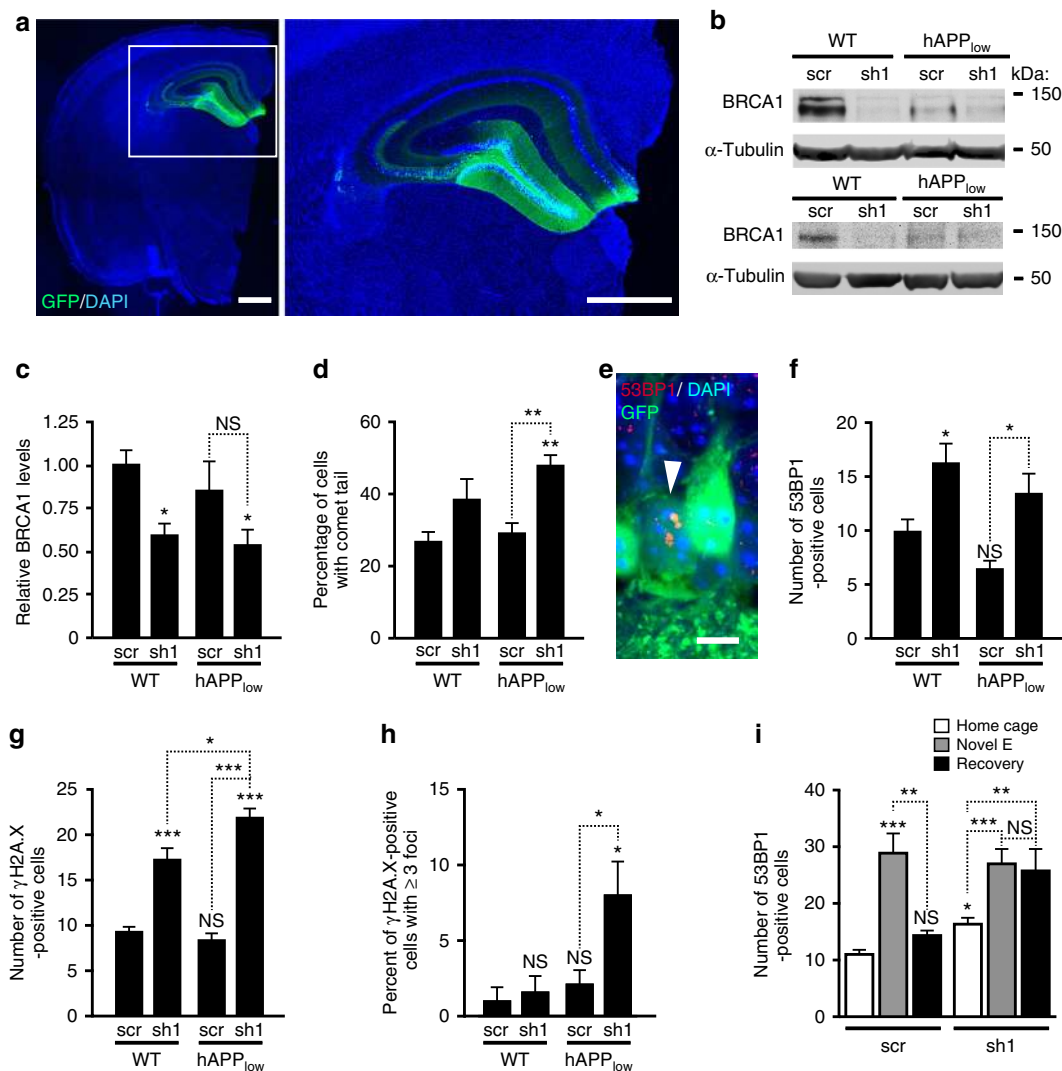 a
GFP/DAPI
b
WT hAPPlow
scr sh1 scr sh1 kDa:
BRCA1 150
α-Tubulin 50
WT hAPPlow
scr sh1 scr sh1
BRCA1 150
α-Tubulin 50
c
Relative BRCA1 levels
1.25
1.00
0.75
0.50
0.25
0
NS
* *
scr sh1 scr sh1
WT hAPPlow
d
Percentage of cells
with comet tail
60
40
20
0
**
**
scr sh1 scr sh1
WT hAPPlow
e
53BP1/ DAPI
GFP
f
Number of 53BP1
-positive cells
20
15
10
5
0
* *
NS
scr sh1 scr sh1
WT hAPPlow
g
Number of γH2A.X
-positive cells
25
20
15
10
5
0
*
***
*** ***
NS
scr sh1 scr sh1
WT hAPPlow
h
Percent of γH2A.X-positive
cells with ≥ 3 foci
15
10
5
0
*
*
NS NS
scr sh1 scr sh1
WT hAPPlow
i
Home cage
Novel E
Recovery
Number of 53BP1
-positive cells
40
30
20
10
0
** **
*** *** NS
NS *
scr sh1